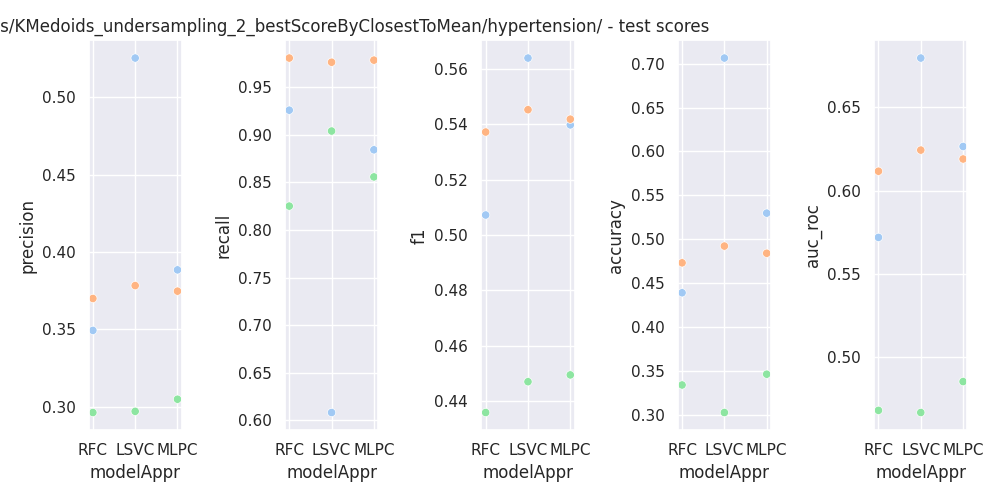 s/KMedoids_undersampling_2_bestScoreByClosestToMean/hypertension/ - test scores
precision
0.50
0.45
0.40
0.35
0.30
RFC LSVC MLPC
modelAppr
recall
0.95
0.90
0.85
0.80
0.75
0.70
0.65
0.60
RFC LSVC MLPC
modelAppr
f1
0.56
0.54
0.52
0.50
0.48
0.46
0.44
RFC LSVC MLPC
modelAppr
accuracy
0.70
0.65
0.60
0.55
0.50
0.45
0.40
0.35
0.30
RFC LSVC MLPC
modelAppr
auc_roc
0.65
0.60
0.55
0.50
RFC LSVC MLPC
modelAppr